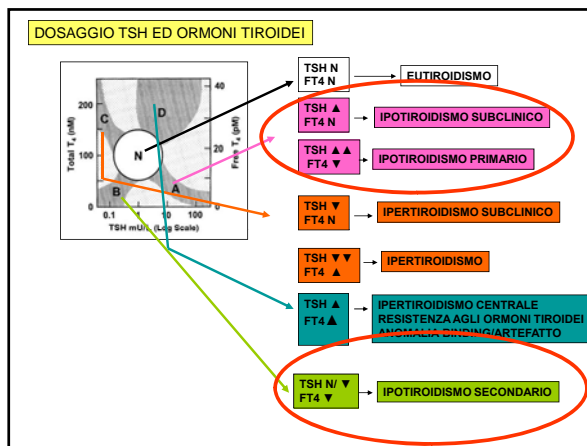 DOSAGGIO TSH ED ORMONI TIROIDEI
TSH N
FT4 N
EUTIROIDISMO
TSH ▲
FT4 N
IPOTIROIDISMO SUBCLINICO
TSH ▲▲
FT4 ▼
IPOTIROIDISMO PRIMARIO
TSH ▼
FT4 N
IPERTIROIDISMO SUBCLINICO
TSH ▼▼
FT4 ▲
IPERTIROIDISMO
TSH ▲
FT4 ▲
IPERTIROIDISMO CENTRALE
RESISTENZA AGLI ORMONI TIROIDEI
ANOMALIA BINDING/ARTEFATTO
TSH N/ ▼
FT4 ▼
IPOTIROIDISMO SECONDARIO
Total T4 (nM)
200
100
50
0
Free T4 (pM)
40
20
0
C
D
N
B
A
0.1
1
10
100
TSH mU/L (Log Scale)